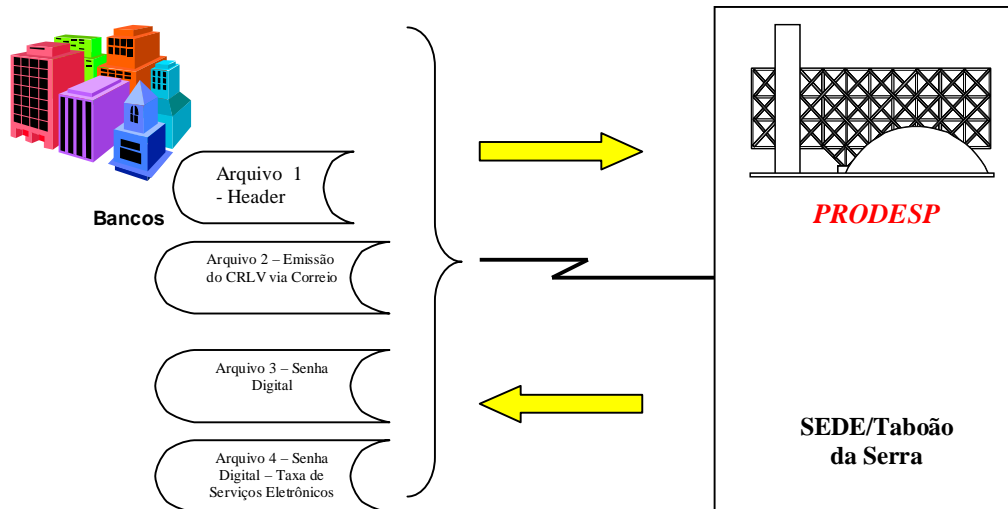 Bancos
Arquivo 1
- Header
Arquivo 2 – Emissão
do CRLV via Correio
Arquivo 3 – Senha
Digital
Arquivo 4 – Senha
Digital – Taxa de
Serviços Eletrônicos
PRODESP
SEDE/Taboão
da Serra